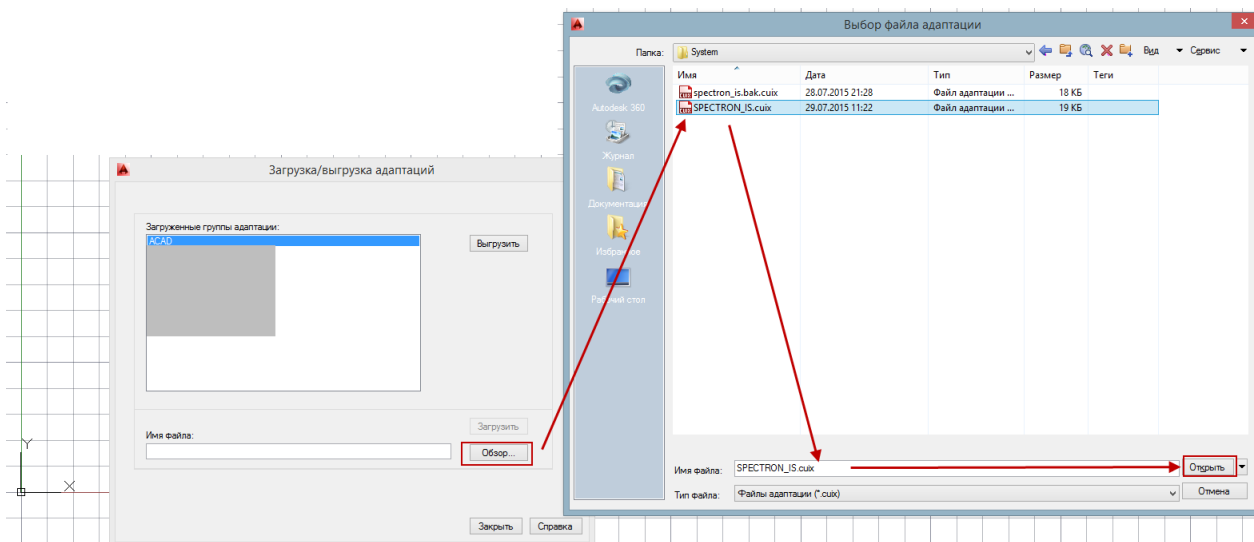 Загрузка/выгрузка адаптаций
Загруженные группы адаптации:
ACAD
Выгрузить
Загрузить
Имя файла:
Обзор...
Закрыть Справка
Y
X
Выбор файла адаптации
Папка: System Вид Сервис
Имя Дата Тип Размер Теги
spectron_is.bak.cuix 28.07.2015 21:28 Файл адаптации ... 18 КБ
SPECTRON_IS.cuix 29.07.2015 11:22 Файл адаптации ... 19 КБ
Autodesk 360
Журнал
Документация
Избранное
Рабочий стол
Имя файла: SPECTRON_IS.cuix Открыть
Тип файла: Файлы адаптации (*.cuix) Отмена